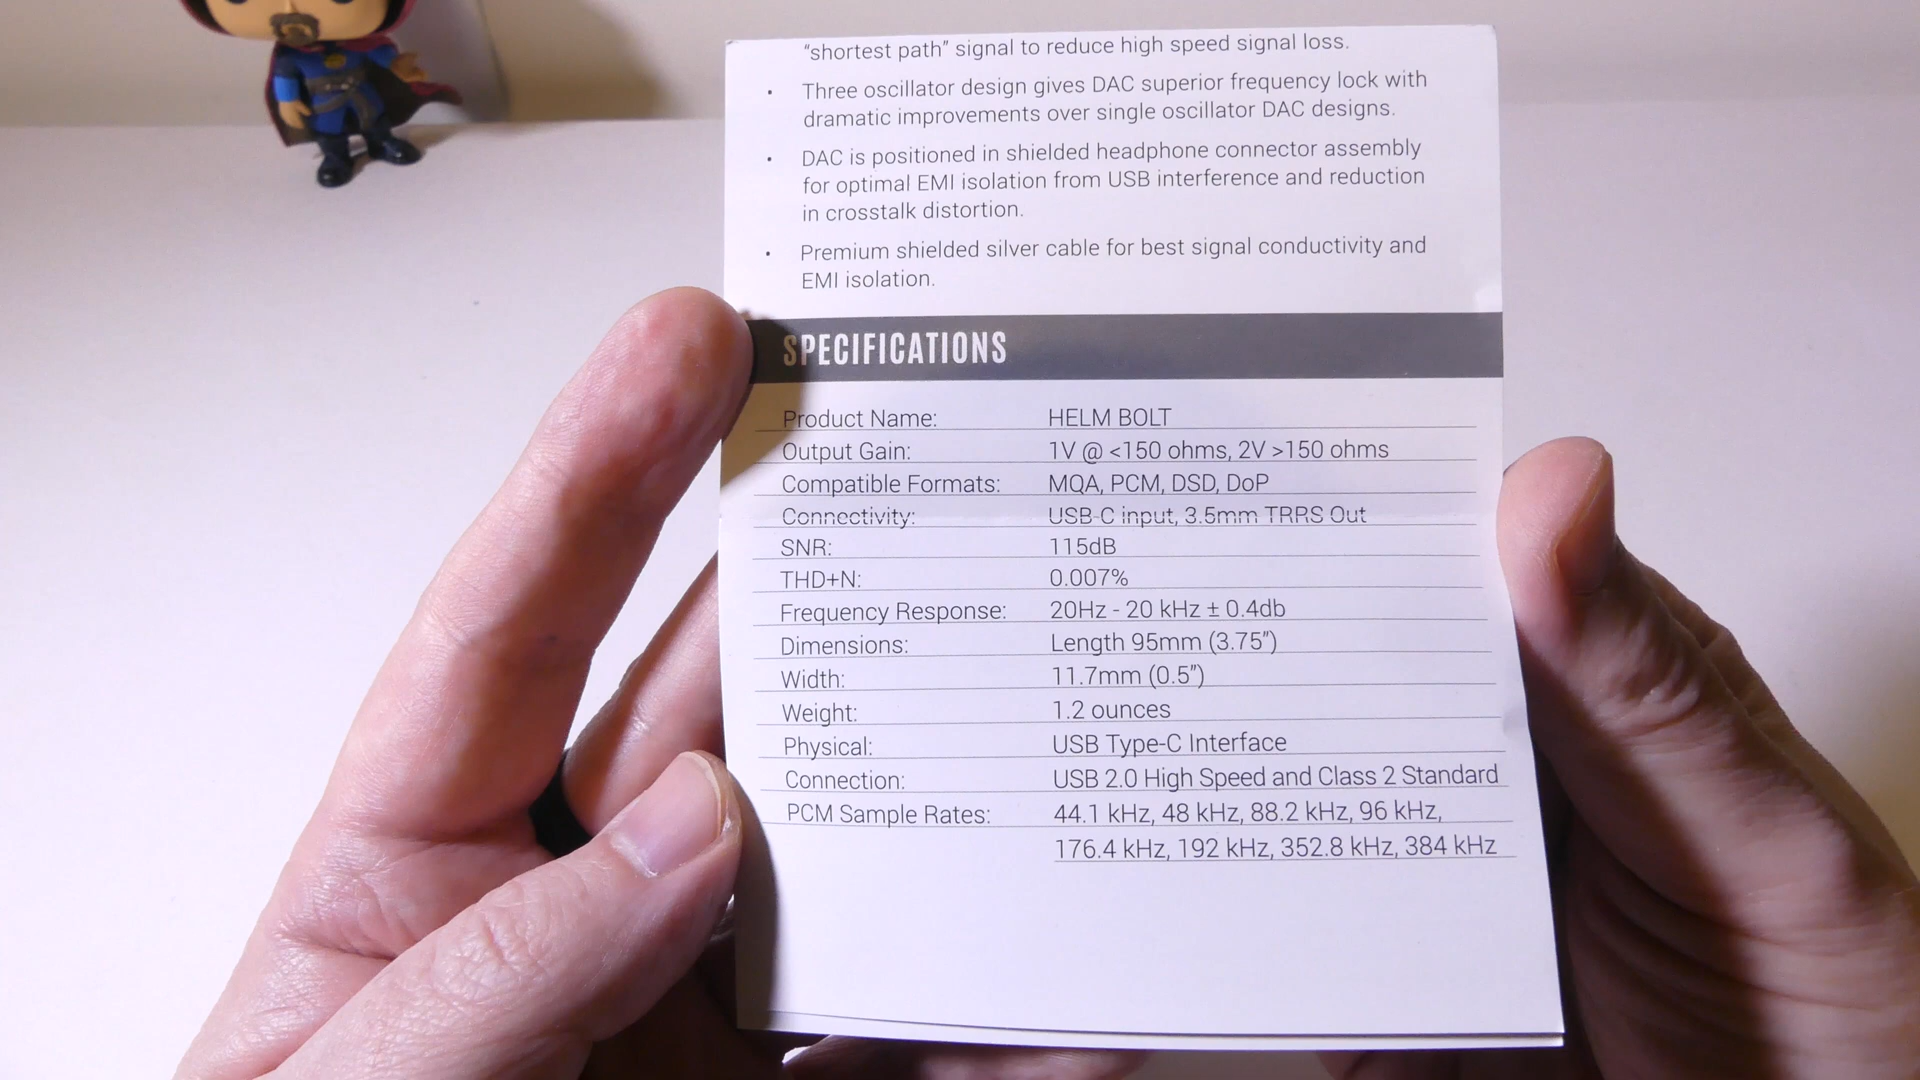 “shortest path” signal to reduce high speed signal loss.
· Three oscillator design gives DAC superior frequency lock with
dramatic improvements over single oscillator DAC designs.
· DAC is positioned in shielded headphone connector assembly
for optimal EMI isolation from USB interference and reduction
in crosstalk distortion.
· Premium shielded silver cable for best signal conductivity and
EMI isolation.
SPECIFICATIONS
Product Name: HELM BOLT
Output Gain: 1V @ <150 ohms, 2V >150 ohms
Compatible Formats: MQA, PCM, DSD, DoP
Connectivity: USB-C input, 3.5mm TRRS Out
SNR: 115dB
THD+N: 0.007%
Frequency Response: 20Hz - 20 kHz ± 0.4db
Dimensions: Length 95mm (3.75”)
Width: 11.7mm (0.5”)
Weight: 1.2 ounces
Physical: USB Type-C Interface
Connection: USB 2.0 High Speed and Class 2 Standard
PCM Sample Rates: 44.1 kHz, 48 kHz, 88.2 kHz, 96 kHz,
176.4 kHz, 192 kHz, 352.8 kHz, 384 kHz